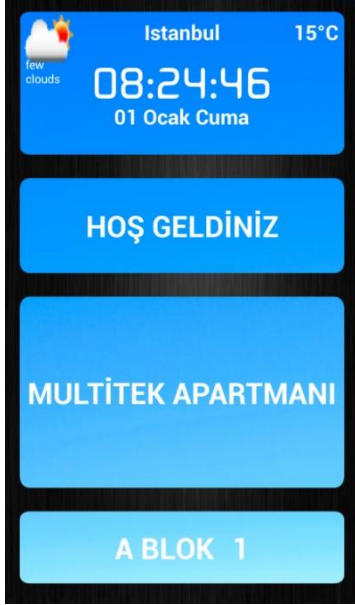 Istanbul 15°C
few
clouds
08:24:46
01 Ocak Cuma
HOŞ GELDİNİZ
MULTİTEK APARTMANI
A BLOK 1